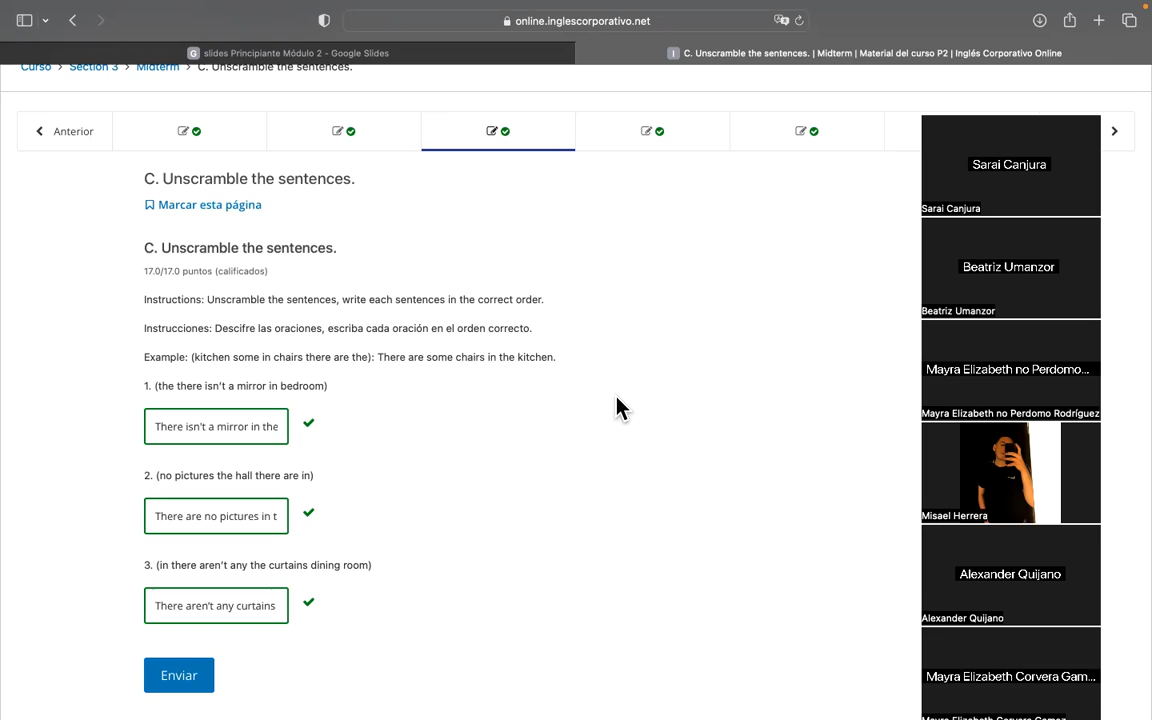 online.inglescorporativo.net
G slides Principiante Módulo 2 - Google Slides
I C. Unscramble the sentences. | Midterm | Material del curso P2 | Inglés Corporativo Online
Curso > Section 3 > Midterm > C. Unscramble the sentences.
Anterior
C. Unscramble the sentences.
Marcar esta página
C. Unscramble the sentences.
17.0/17.0 puntos (calificados)
Instructions: Unscramble the sentences, write each sentences in the correct order.
Instrucciones: Descifre las oraciones, escriba cada oración en el orden correcto.
Example: (kitchen some in chairs there are the): There are some chairs in the kitchen.
1. (the there isn't a mirror in bedroom)
There isn't a mirror in the
2. (no pictures the hall there are in)
There are no pictures in t
3. (in there aren't any the curtains dining room)
There aren't any curtains
Enviar
Sarai Canjura
Sarai Canjura
Beatriz Umanzor
Beatriz Umanzor
Mayra Elizabeth no Perdomo...
Mayra Elizabeth no Perdomo Rodríguez
Misael Herrera
Alexander Quijano
Alexander Quijano
Mayra Elizabeth Corvera Gam...
Mayra Elizabeth Corvera Gamez